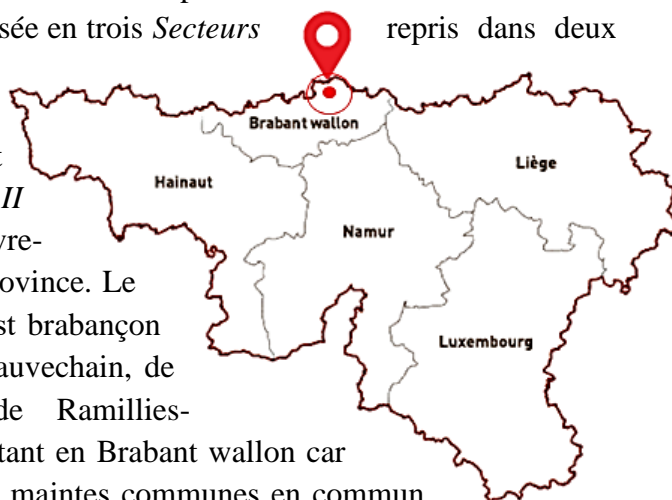 sée en trois Secteurs repris dans deux
Brabant wallon
Hainaut
Liège
II
Namur
yre-
ovince. Le
Luxembourg
st brabançon
auvechain, de
de Ramillies-
tant en Brabant wallon car
maintes communes en commun